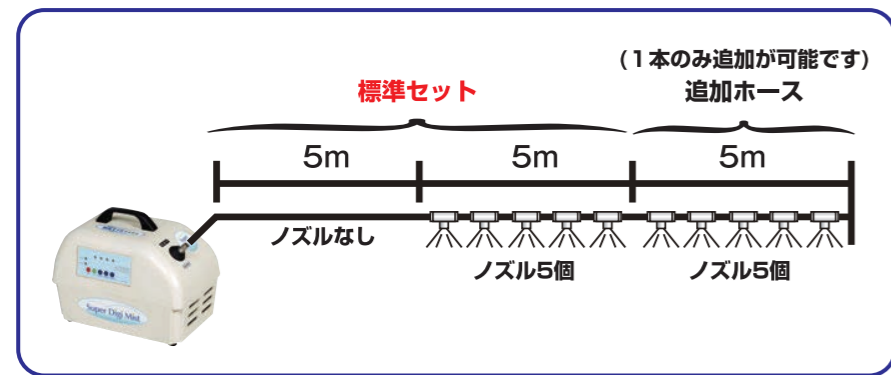 (１本のみ追加が可能です)
標準セット
追加ホース
5m
5m
5m
ノズルなし
ノズル5個
ノズル5個
Super Digi Mist